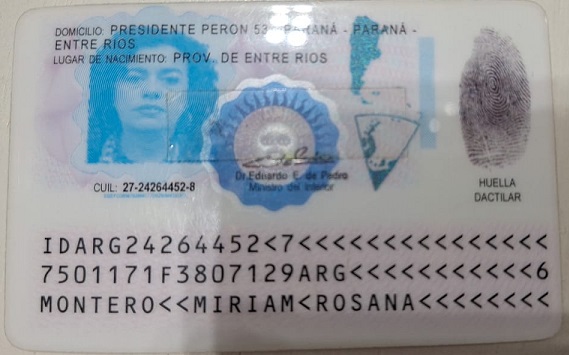 DOMICILIO: PRESIDENTE PERON 53 - PARANÁ - PARANÁ -
ENTRE RIOS
LUGAR DE NACIMIENTO: PROV. DE ENTRE RIOS
Dr. Eduardo E. de Pedro
Ministro del Interior
CUIL: 27-24264452-8
HUELLA
DACTILAR
IDARG24264452<7<<<<<<<<<<<<<<<
7501171F3807129ARG<<<<<<<<<<<6
MONTERO<<MIRIAM<ROSANA<<<<<<<<